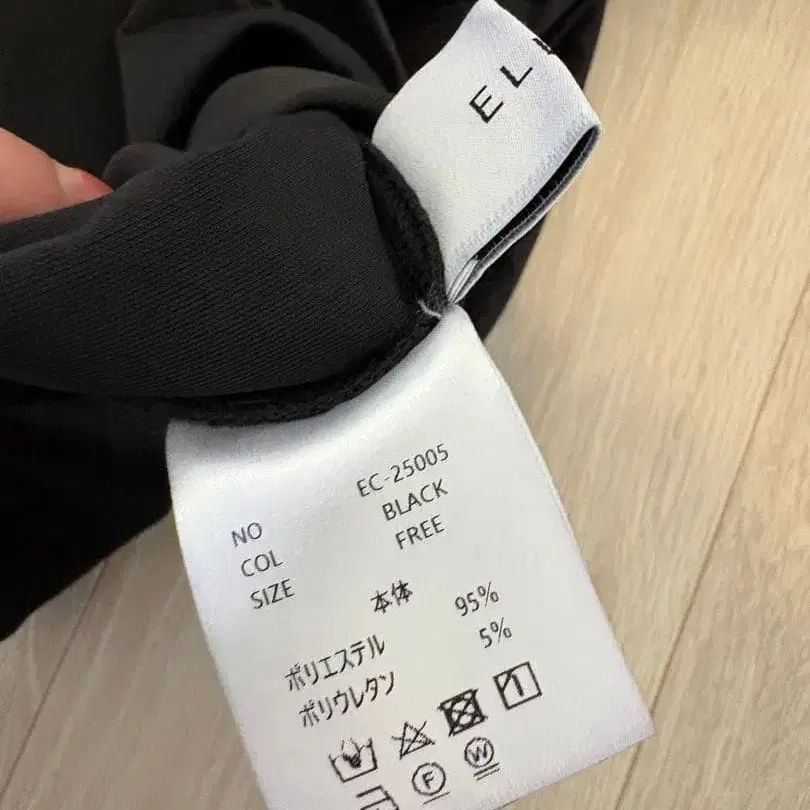 EL
NO EC-25005
COL BLACK
SIZE FREE
本体
ポリエステル 95%
ポリウレタン 5%
F W